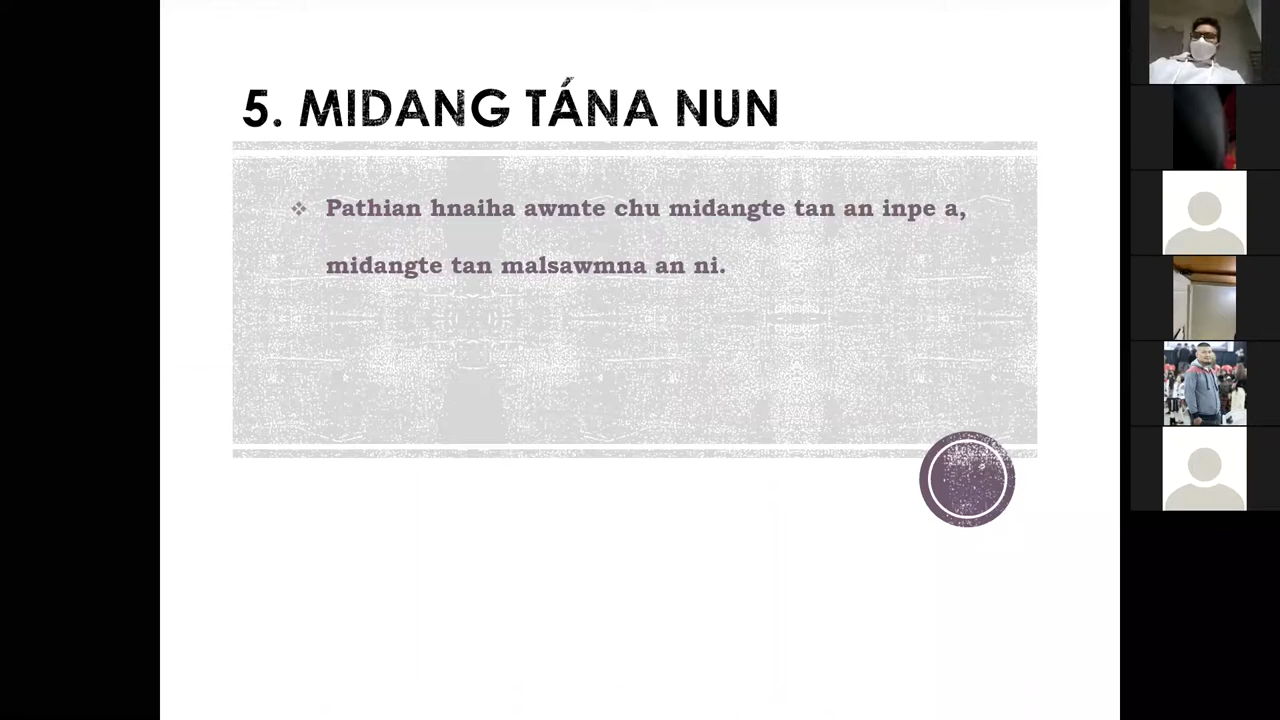 5. MIDANG TÁNA NUN
Pathian hnaiha awmte chu midangte tan an inpe a,
midangte tan malsawmna an ni.